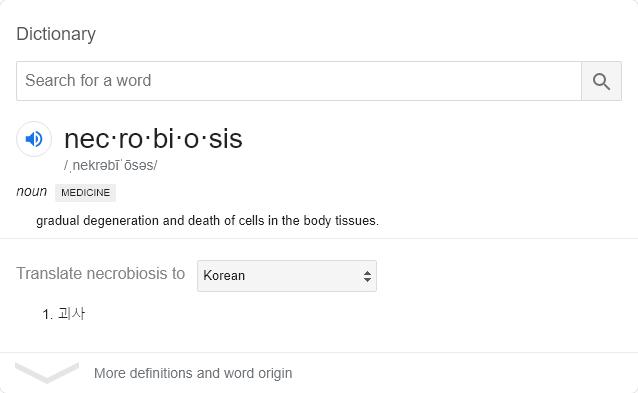 Dictionary
Search for a word
nec·ro·bi·o·sis
/ˌnekrəbīˈōsəs/
noun MEDICINE
gradual degeneration and death of cells in the body tissues.
Translate necrobiosis to Korean
1. 괴사
More definitions and word origin